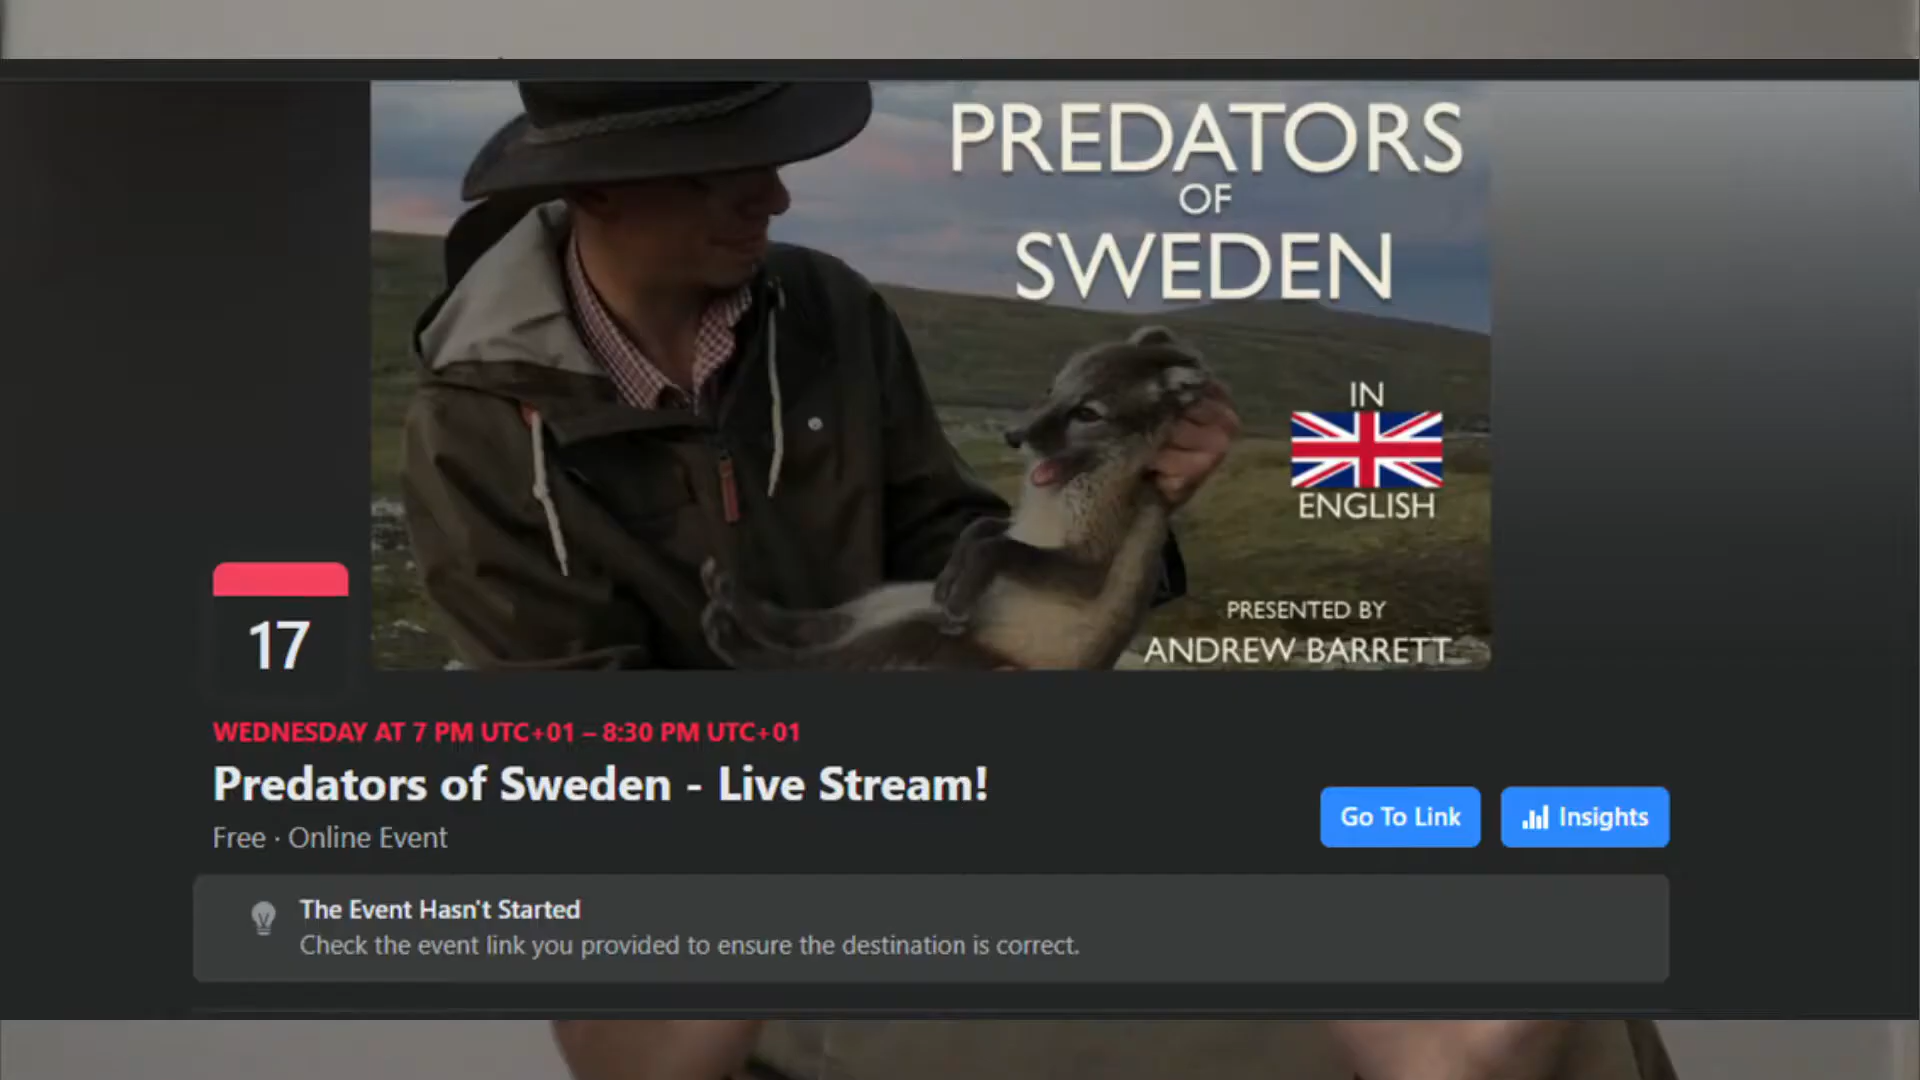 PREDATORS
OF
SWEDEN
IN
ENGLISH
PRESENTED BY
ANDREW BARRETT
17
WEDNESDAY AT 7 PM UTC+01 – 8:30 PM UTC+01
Predators of Sweden - Live Stream!
Free · Online Event
Go To Link
Insights
The Event Hasn't Started
Check the event link you provided to ensure the destination is correct.